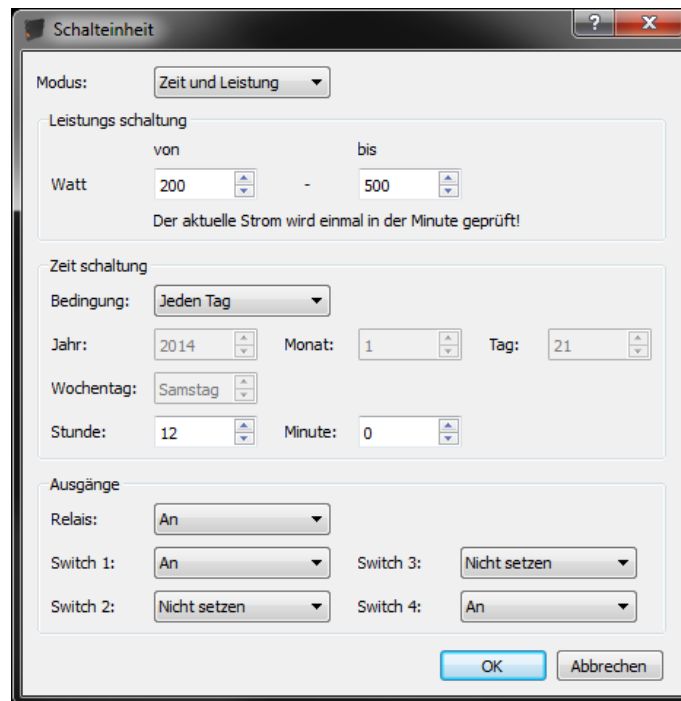 Schalteinheit
Modus: Zeit und Leistung
Leistungs schaltung
von bis
Watt 200 - 500
Der aktuelle Strom wird einmal in der Minute geprüft!
Zeit schaltung
Bedingung: Jeden Tag
Jahr: 2014 Monat: 1 Tag: 21
Wochentag: Samstag
Stunde: 12 Minute: 0
Ausgänge
Relais: An
Switch 1: An Switch 3: Nicht setzen
Switch 2: Nicht setzen Switch 4: An
OK Abbrechen